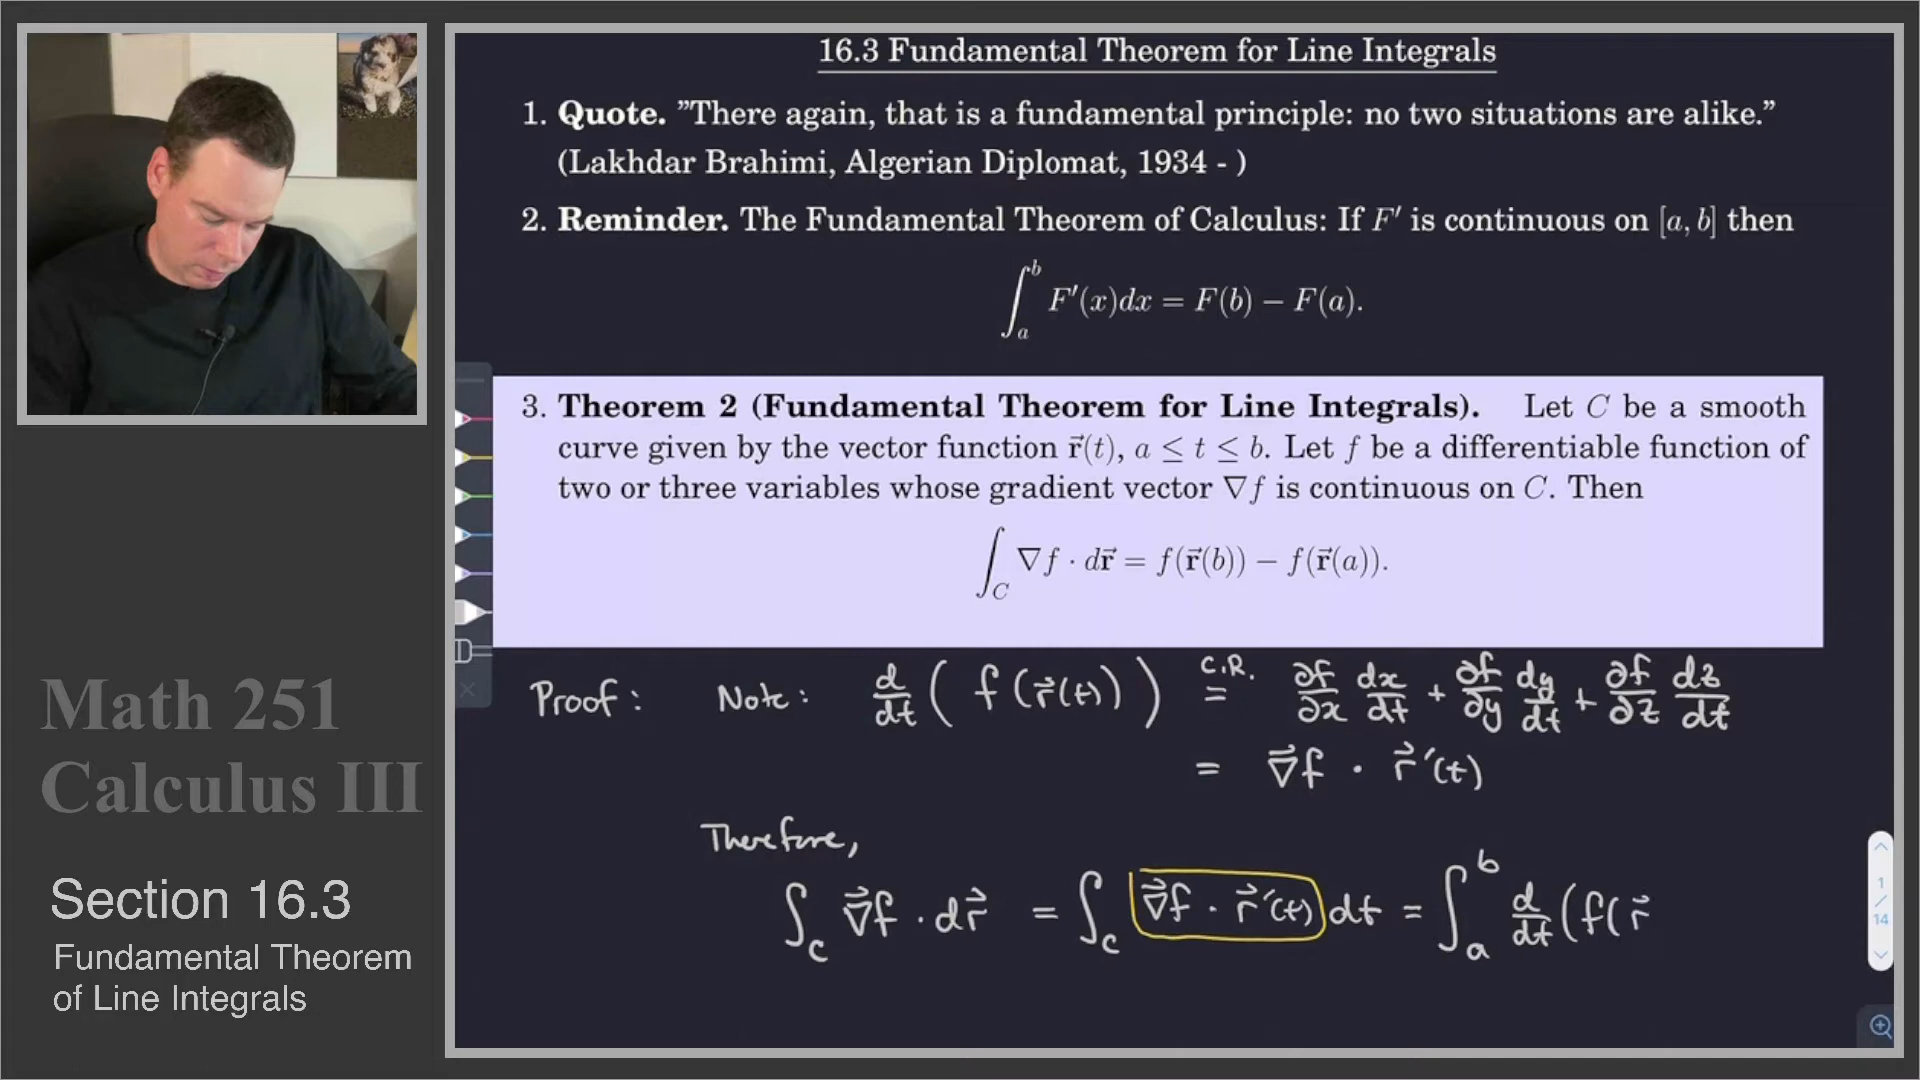 16.3 Fundamental Theorem for Line Integrals
1. Quote. ”There again, that is a fundamental principle: no two situations are alike.”
(Lakhdar Brahimi, Algerian Diplomat, 1934 - )
2. Reminder. The Fundamental Theorem of Calculus: If F′ is continuous on [a, b] then
∫_a^b F′(x)dx = F(b) − F(a).
3. Theorem 2 (Fundamental Theorem for Line Integrals). Let C be a smooth
curve given by the vector function r⃗(t), a ≤ t ≤ b. Let f be a differentiable function of
two or three variables whose gradient vector ∇f is continuous on C. Then
∫_C ∇f · dr⃗ = f(r⃗(b)) − f(r⃗(a)).
Proof: Note: d/dt ( f(r⃗(t)) ) C.R. = ∂f/∂x dx/dt + ∂f/∂y dy/dt + ∂f/∂z dz/dt
= ∇⃗f · r⃗′(t)
Therefore,
∫_C ∇⃗f · dr⃗ = ∫_C ∇⃗f · r⃗′(t) dt = ∫_a^b d/dt (f(r⃗
Math 251
Calculus III
Section 16.3
Fundamental Theorem
of Line Integrals
1
/
14